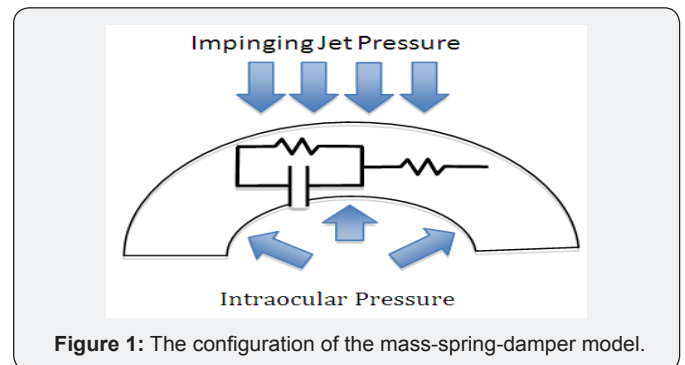 Impinging Jet Pressure
Intraocular Pressure
Figure 1: The configuration of the mass-spring-damper model.